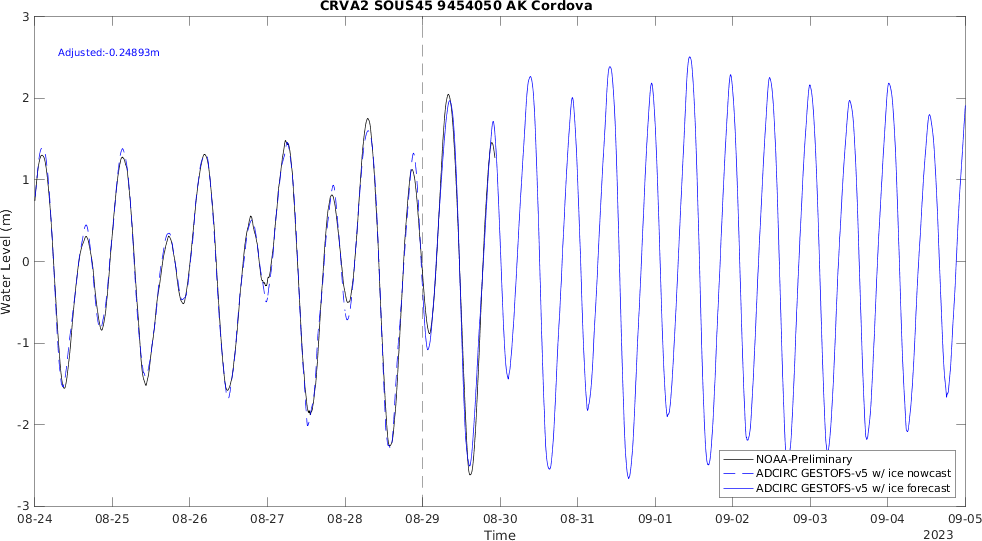 CRVA2 SOUS45 9454050 AK Cordova
Adjusted:-0.24893m
Water Level (m)
3
2
1
0
-1
-2
-3
NOAA-Preliminary
ADCIRC GESTOFS-v5 w/ ice nowcast
ADCIRC GESTOFS-v5 w/ ice forecast
08-24 08-25 08-26 08-27 08-28 08-29 08-30 08-31 09-01 09-02 09-03 09-04 09-05
Time 2023